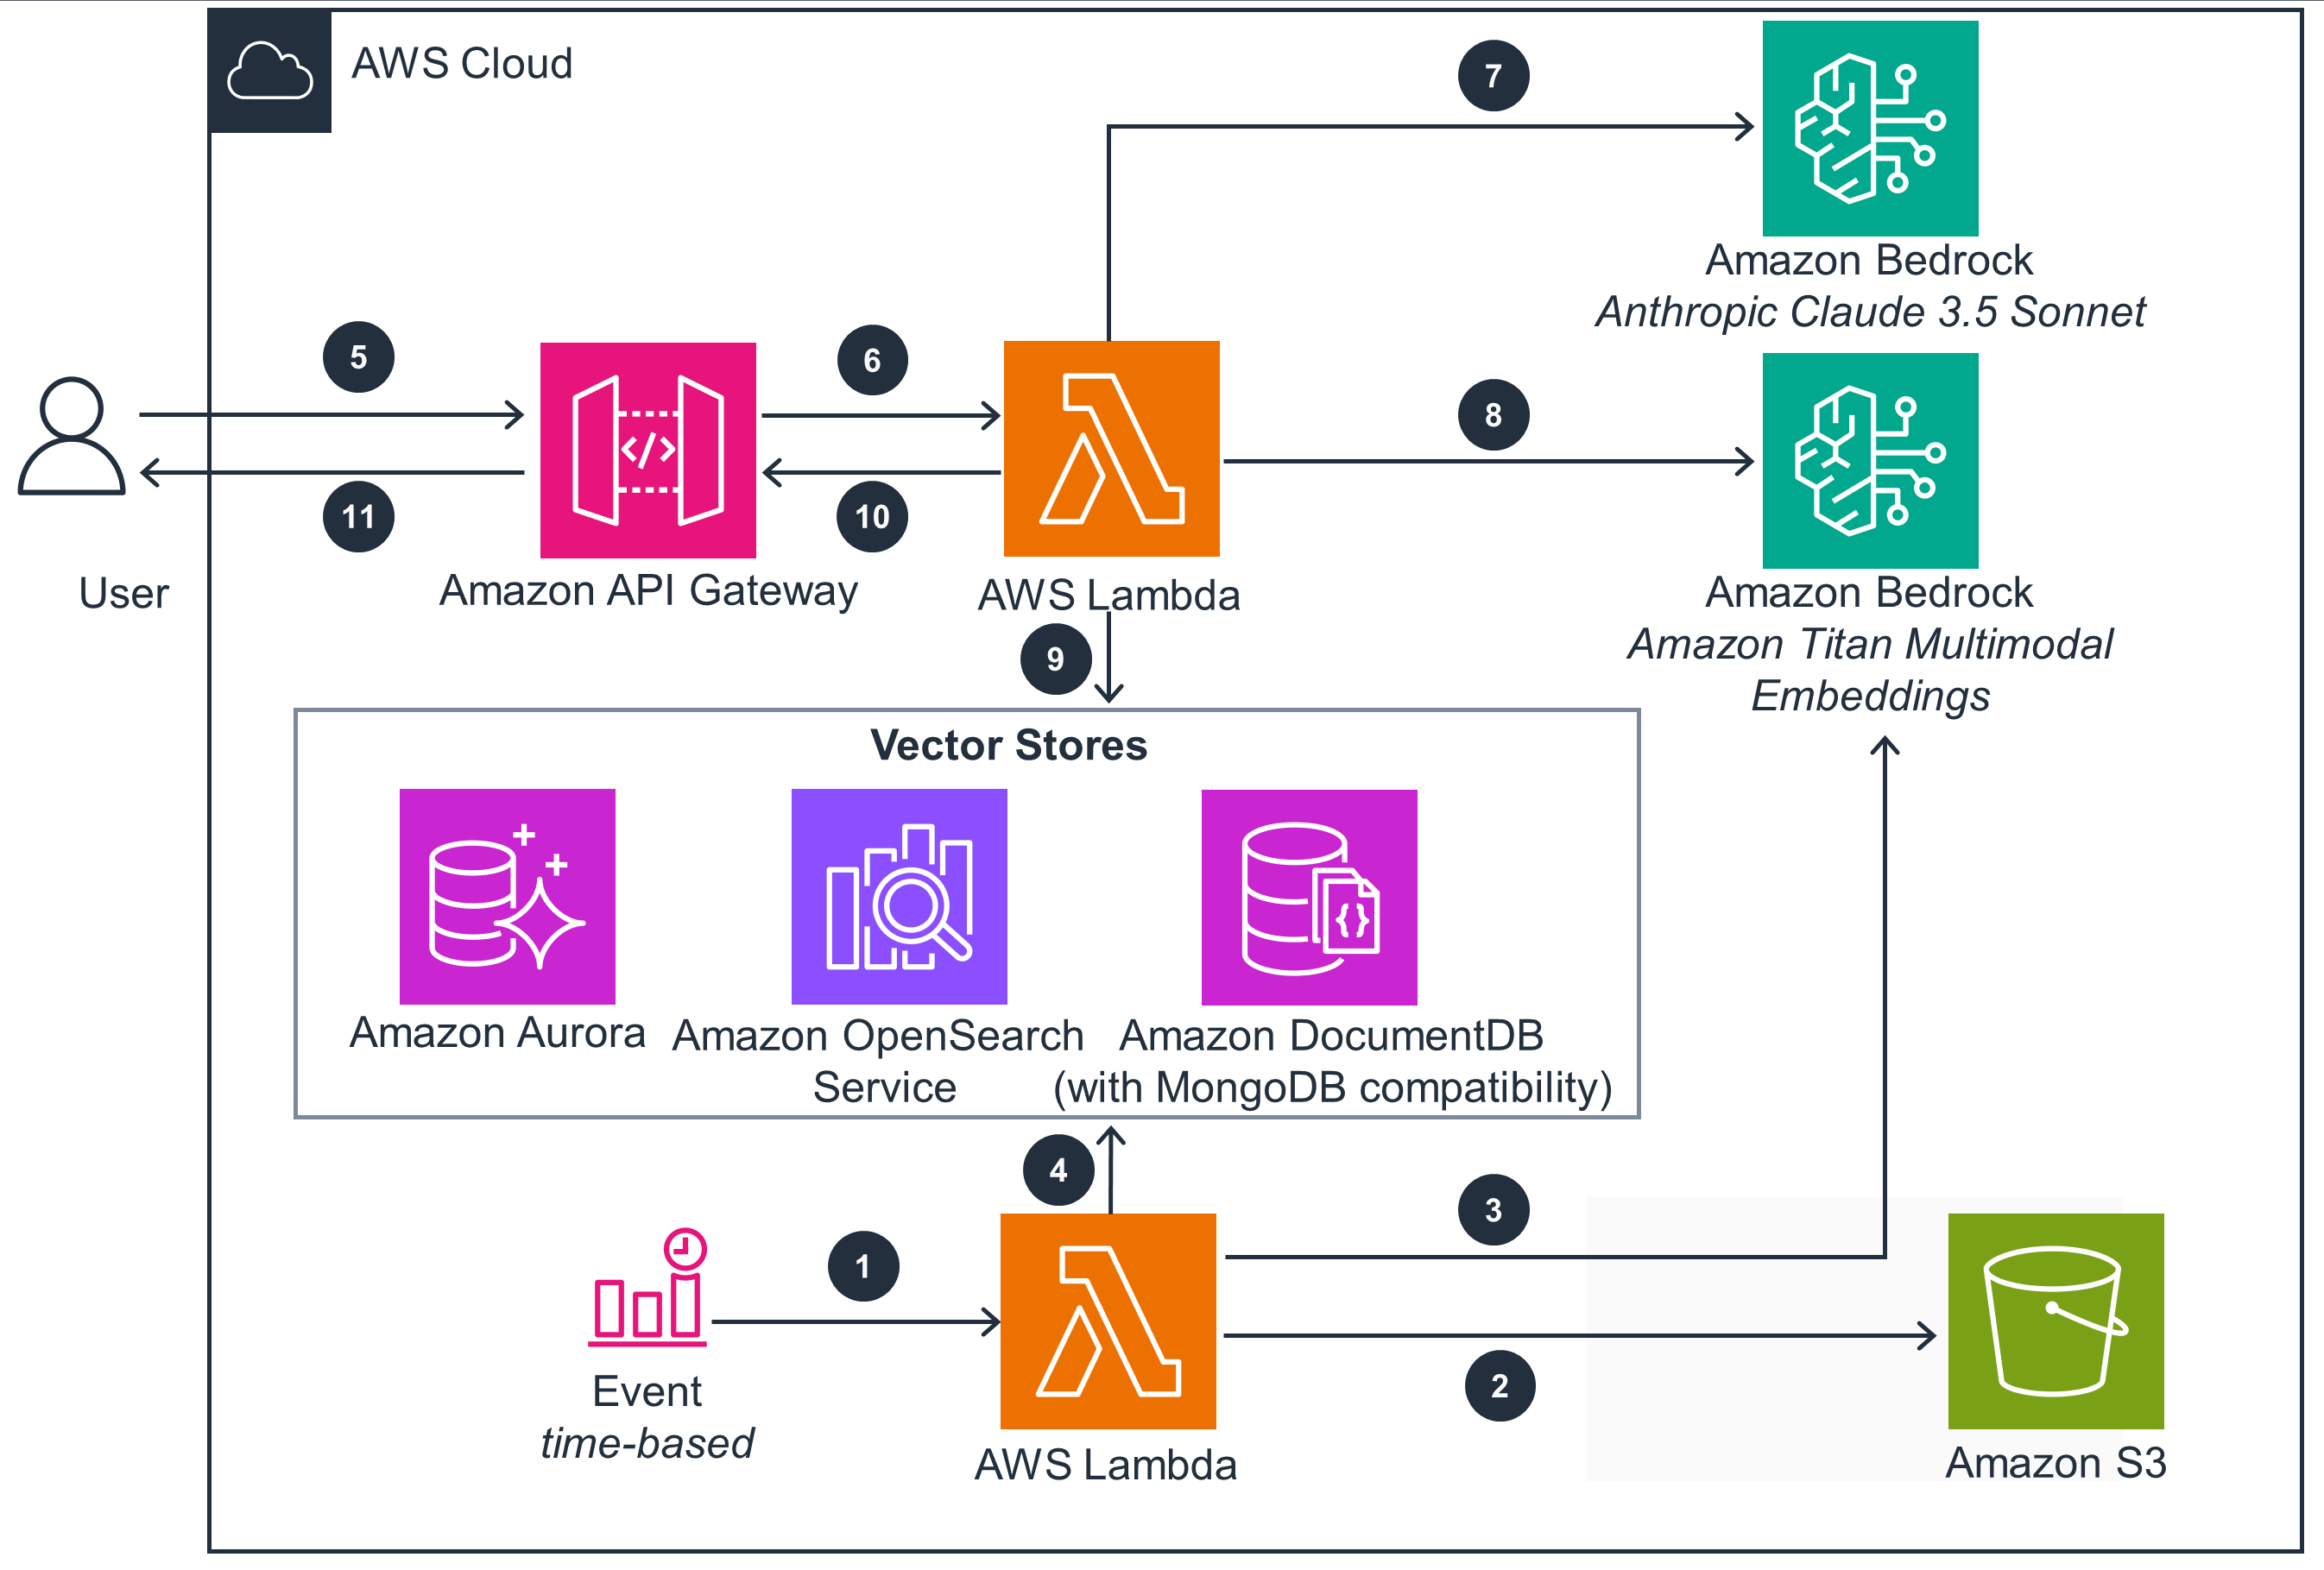 AWS Cloud
7
Amazon Bedrock
Anthropic Claude 3.5 Sonnet
5
6
8
11
10
User
Amazon API Gateway
AWS Lambda
Amazon Bedrock
Amazon Titan Multimodal
Embeddings
9
Vector Stores
Amazon Aurora
Amazon OpenSearch
Service
Amazon DocumentDB
(with MongoDB compatibility)
4
3
1
2
Event
time-based
AWS Lambda
Amazon S3